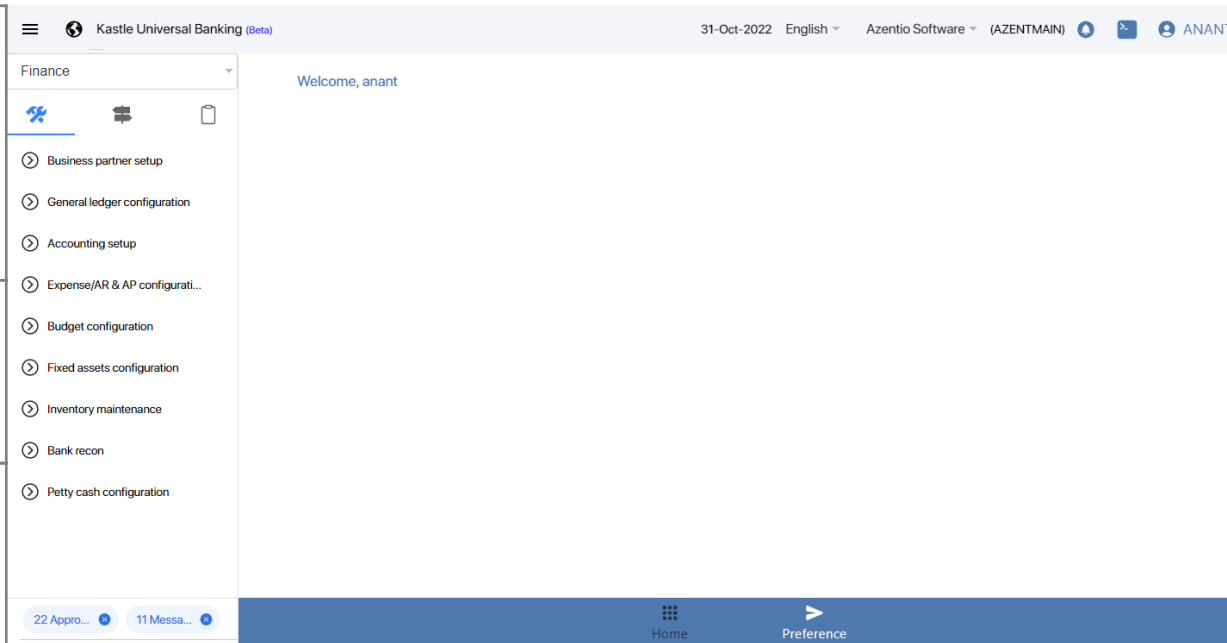 Kastle Universal Banking (Beta)
31-Oct-2022 English Azentio Software (AZENTMAIN) ANANT
Finance
Welcome, anant
Business partner setup
General ledger configuration
Accounting setup
Expense/AR & AP configurati...
Budget configuration
Fixed assets configuration
Inventory maintenance
Bank recon
Petty cash configuration
22 Appro... 11 Messa...
Home Preference